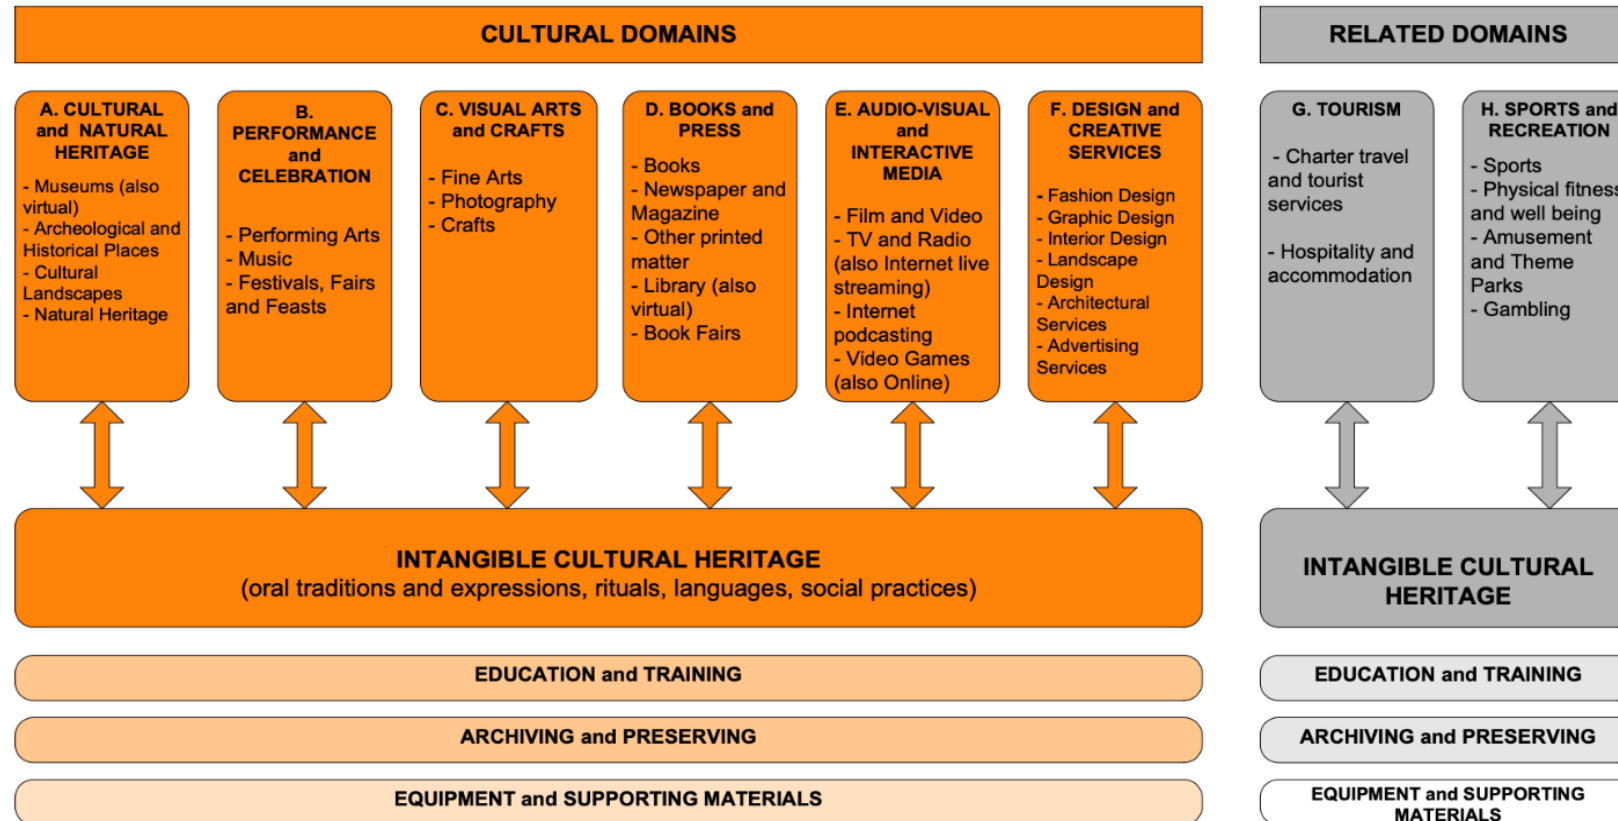 CULTURAL DOMAINS
RELATED DOMAINS
A. CULTURAL
and NATURAL
HERITAGE
- Museums (also
virtual)
- Archeological and
Historical Places
- Cultural
Landscapes
- Natural Heritage
B.
PERFORMANCE
and
CELEBRATION
- Performing Arts
- Music
- Festivals, Fairs
and Feasts
C. VISUAL ARTS
and CRAFTS
- Fine Arts
- Photography
- Crafts
D. BOOKS and
PRESS
- Books
- Newspaper and
Magazine
- Other printed
matter
- Library (also
virtual)
- Book Fairs
E. AUDIO-VISUAL
and
INTERACTIVE
MEDIA
- Film and Video
- TV and Radio
(also Internet live
streaming)
- Internet
podcasting
- Video Games
(also Online)
F. DESIGN and
CREATIVE
SERVICES
- Fashion Design
- Graphic Design
- Interior Design
- Landscape
Design
- Architectural
Services
- Advertising
Services
G. TOURISM
- Charter travel
and tourist
services
- Hospitality and
accommodation
H. SPORTS and
RECREATION
- Sports
- Physical fitness
and well being
- Amusement
and Theme
Parks
- Gambling
INTANGIBLE CULTURAL HERITAGE
(oral traditions and expressions, rituals, languages, social practices)
INTANGIBLE CULTURAL
HERITAGE
EDUCATION and TRAINING
EDUCATION and TRAINING
ARCHIVING and PRESERVING
ARCHIVING and PRESERVING
EQUIPMENT and SUPPORTING MATERIALS
EQUIPMENT and SUPPORTING
MATERIALS